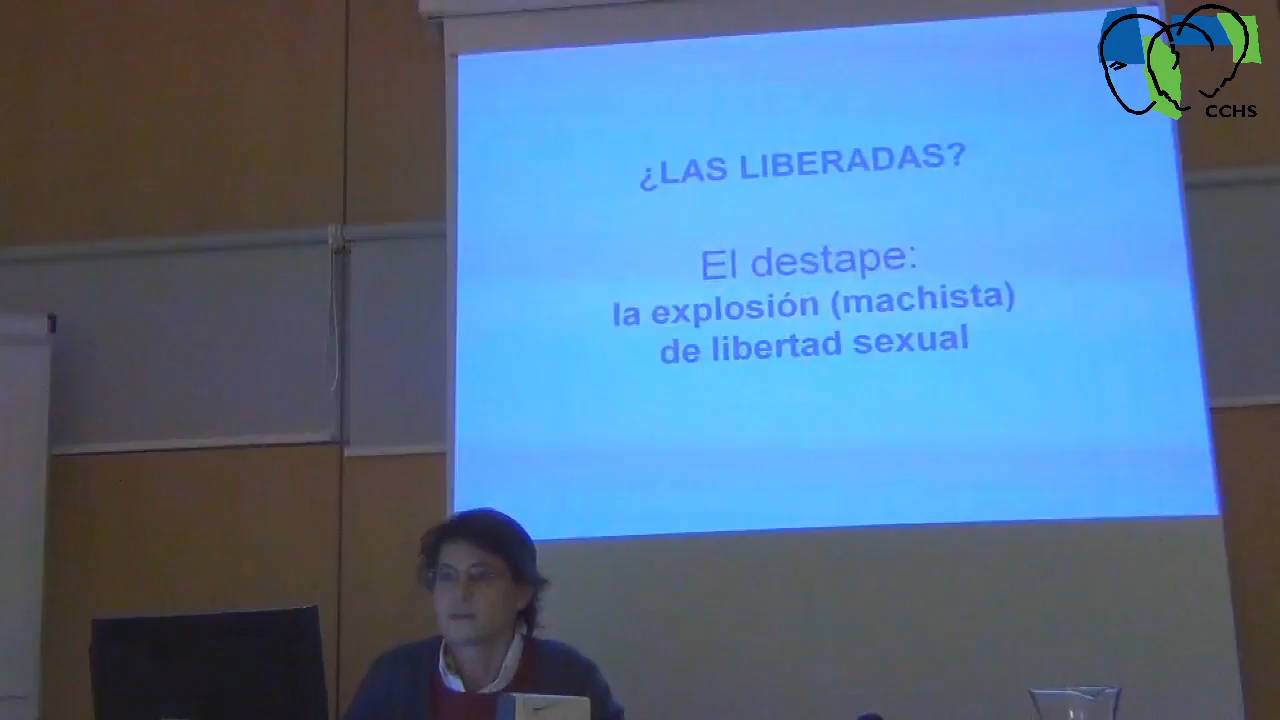 CCHS
¿LAS LIBERADAS?
El destape:
la explosión (machista)
de libertad sexual